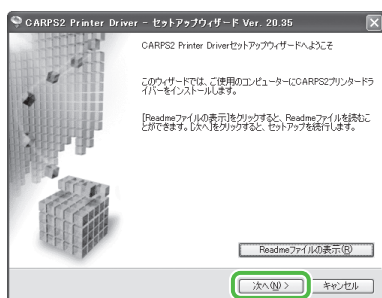 CARPS2 Printer Driver - セットアップウィザード Ver. 20.35
CARPS2 Printer Driverセットアップウィザードへようこそ
このウィザードでは、ご使用のコンピューターにCARPS2プリンタードラ
イバーをインストールします。
[Readmeファイルの表示]をクリックすると、Readmeファイルを読むこ
とができます。[次へ]をクリックすると、セットアップを続行します。
Readmeファイルの表示(R)
次へ(N) >
キャンセル